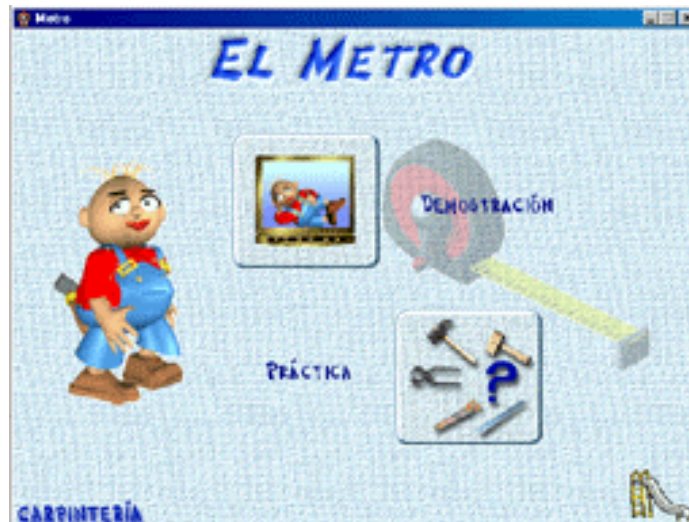 Metro
EL METRO
DEMOSTRACIÓN
PRÁCTICA
?
CARPINTERÍA